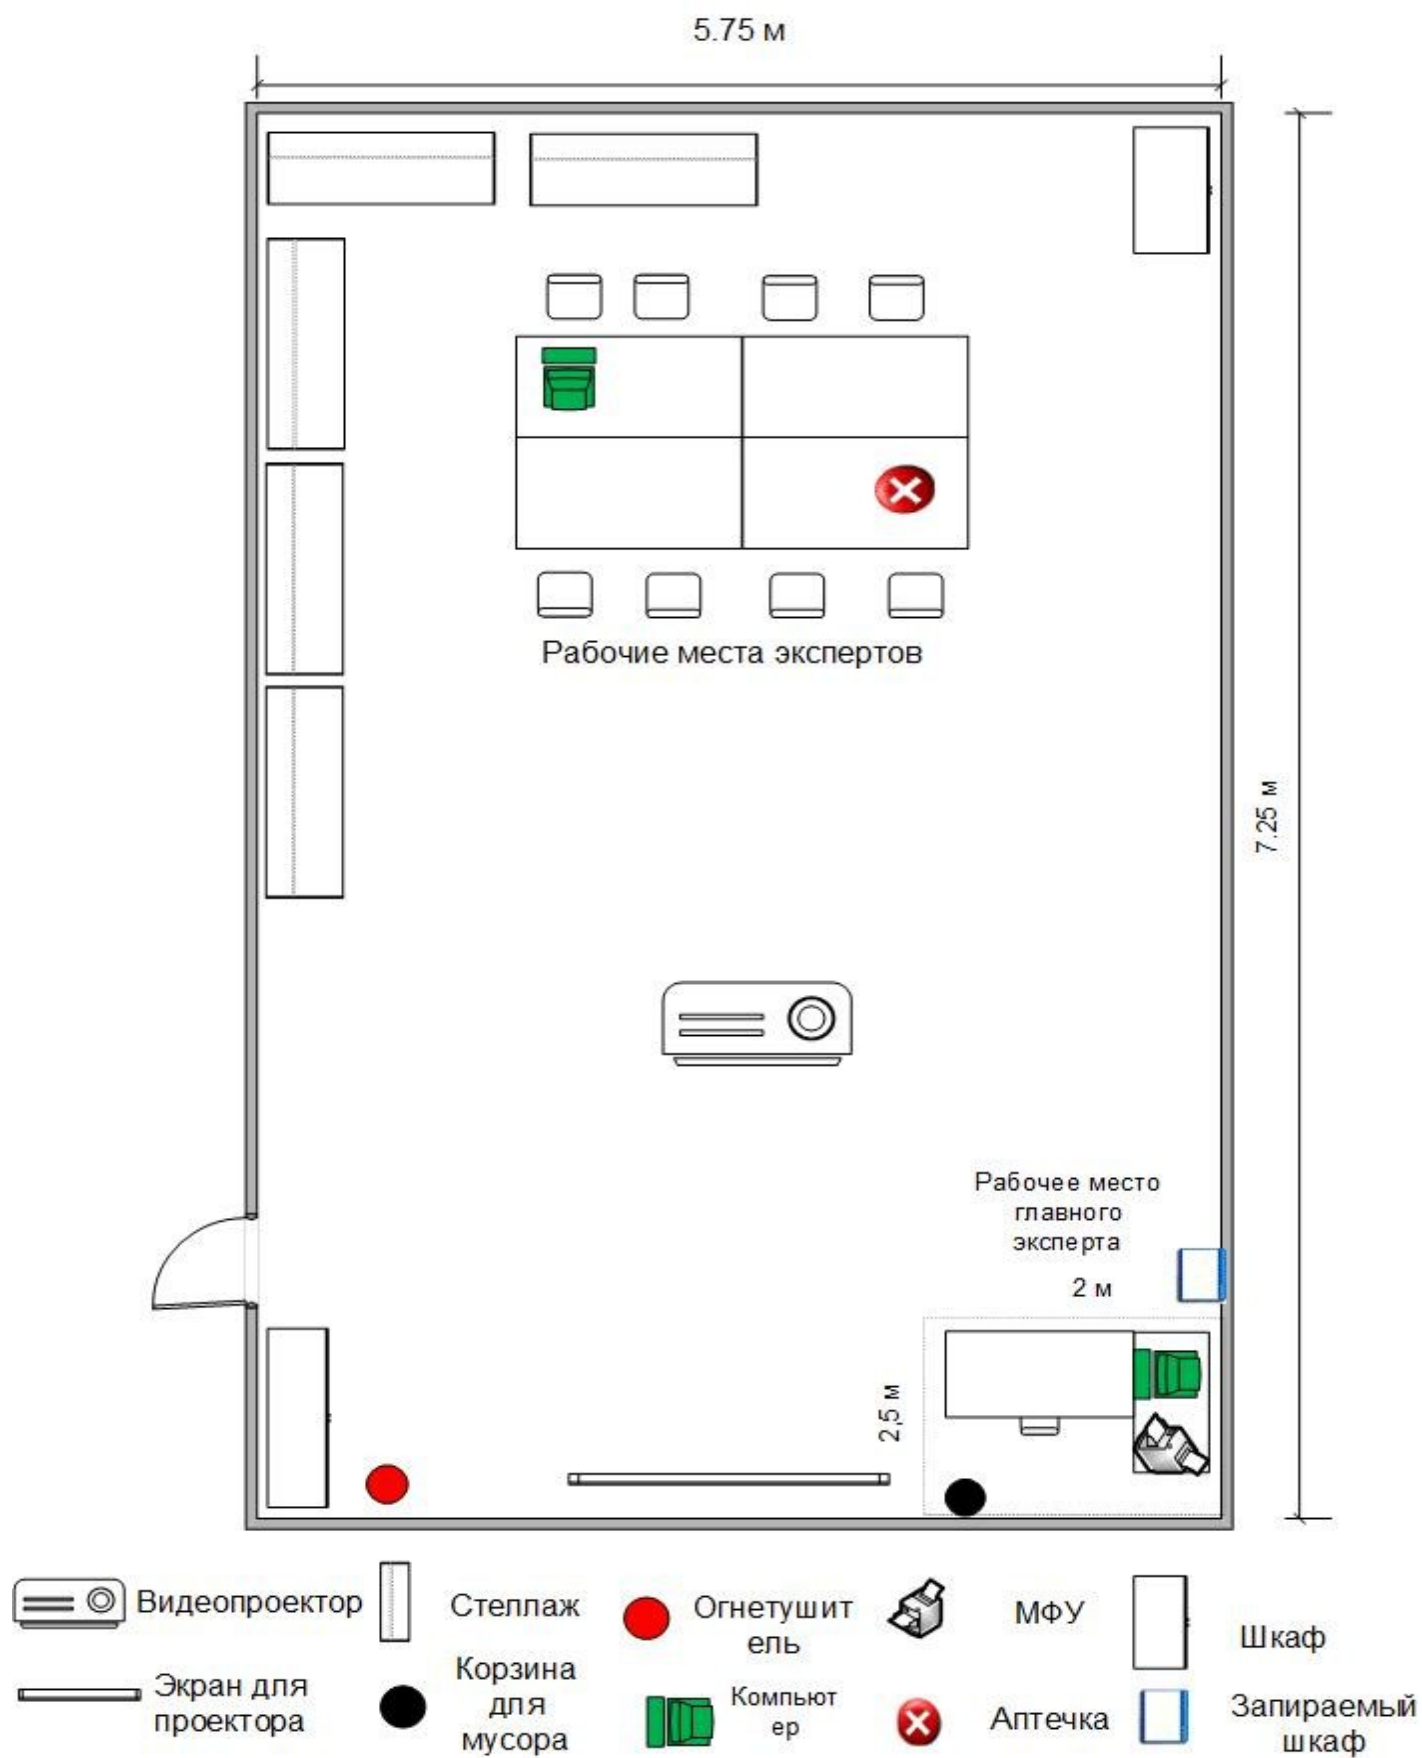 5.75 м
Рабочие места экспертов
7.25 м
Рабочее место
главного
эксперта
2 м
2,5 м
Видеопроектор
Стеллаж
Огнетушит
ель
МФУ
Шкаф
Экран для
проектора
Корзина
для
мусора
Компьют
ер
Аптечка
Запираемый
шкаф